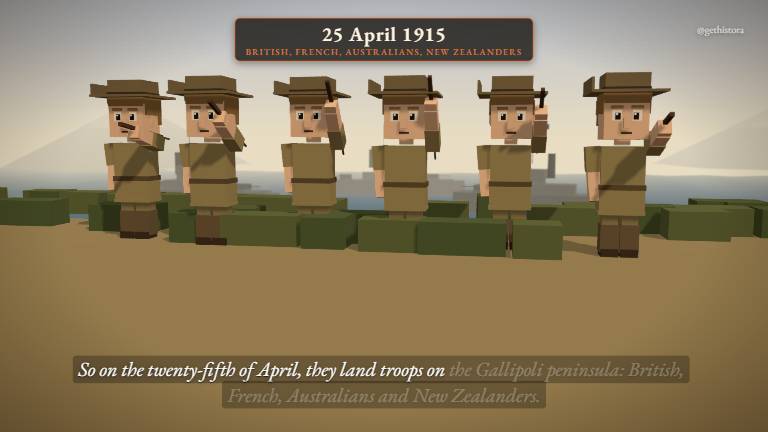 25 April 1915
BRITISH, FRENCH, AUSTRALIANS, NEW ZEALANDERS
@gethistora
So on the twenty-fifth of April, they land troops on the Gallipoli peninsula: British,
French, Australians and New Zealanders.